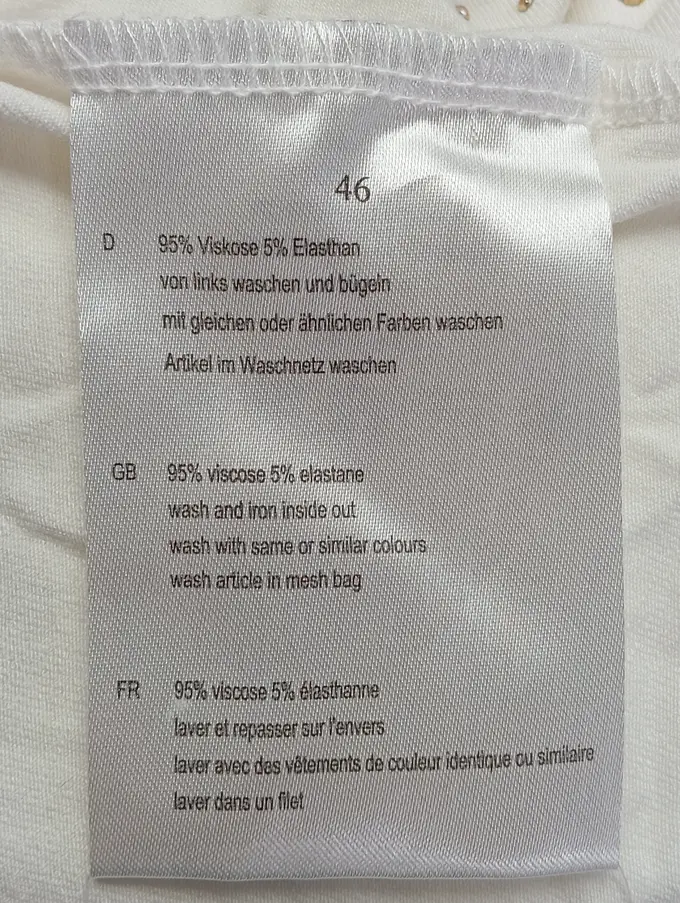 46
D 95% Viskose 5% Elasthan
von links waschen und bügeln
mit gleichen oder ähnlichen Farben waschen
Artikel im Waschnetz waschen
GB 95% viscose 5% elastane
wash and iron inside out
wash with same or similar colours
wash article in mesh bag
FR 95% viscose 5% élasthanne
laver et repasser sur l'envers
laver avec des vêtements de couleur identique ou similaire
laver dans un filet